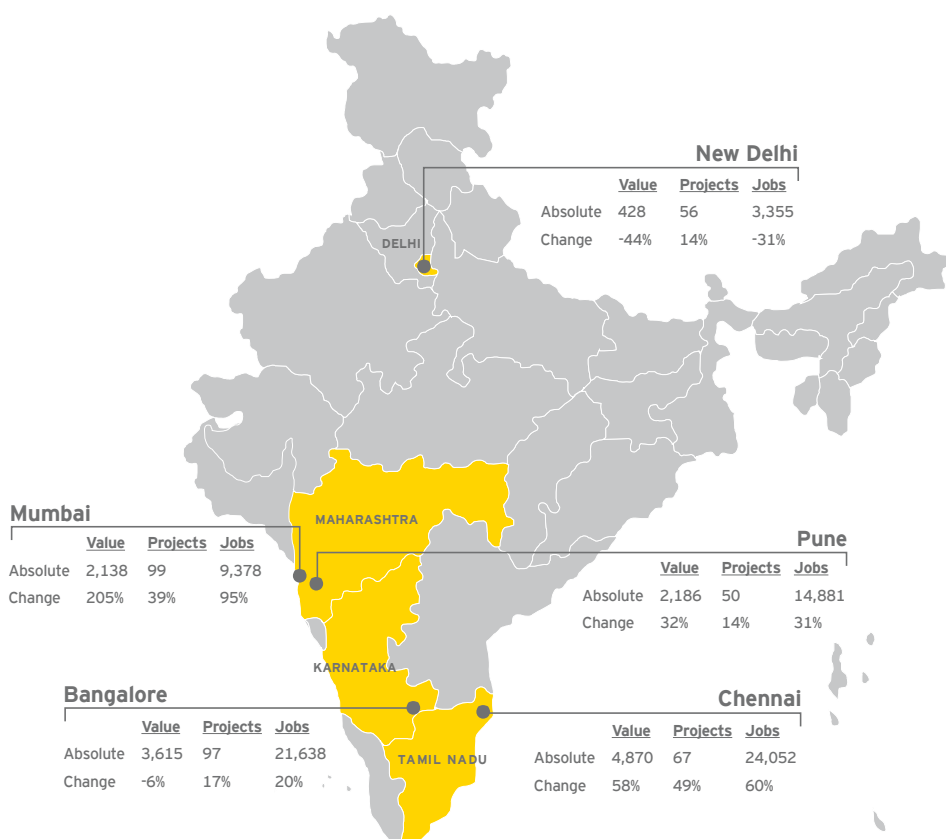 New Delhi
Value Projects Jobs
Absolute 428 56 3,355
Change -44% 14% -31%
DELHI
MAHARASHTRA
Mumbai
Value Projects Jobs
Absolute 2,138 99 9,378
Change 205% 39% 95%
Pune
Value Projects Jobs
Absolute 2,186 50 14,881
Change 32% 14% 31%
KARNATAKA
Bangalore
Value Projects Jobs
Absolute 3,615 97 21,638
Change -6% 17% 20%
Chennai
Value Projects Jobs
Absolute 4,870 67 24,052
Change 58% 49% 60%
TAMIL NADU